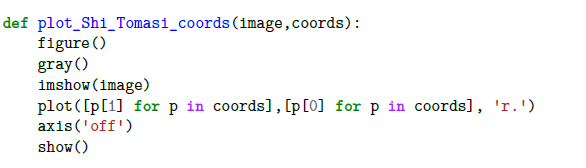 def plot_Shi_Tomasi_coords(image,coords):
    figure()
    gray()
    imshow(image)
    plot([p[1] for p in coords],[p[0] for p in coords], 'r.')
    axis('off')
    show()